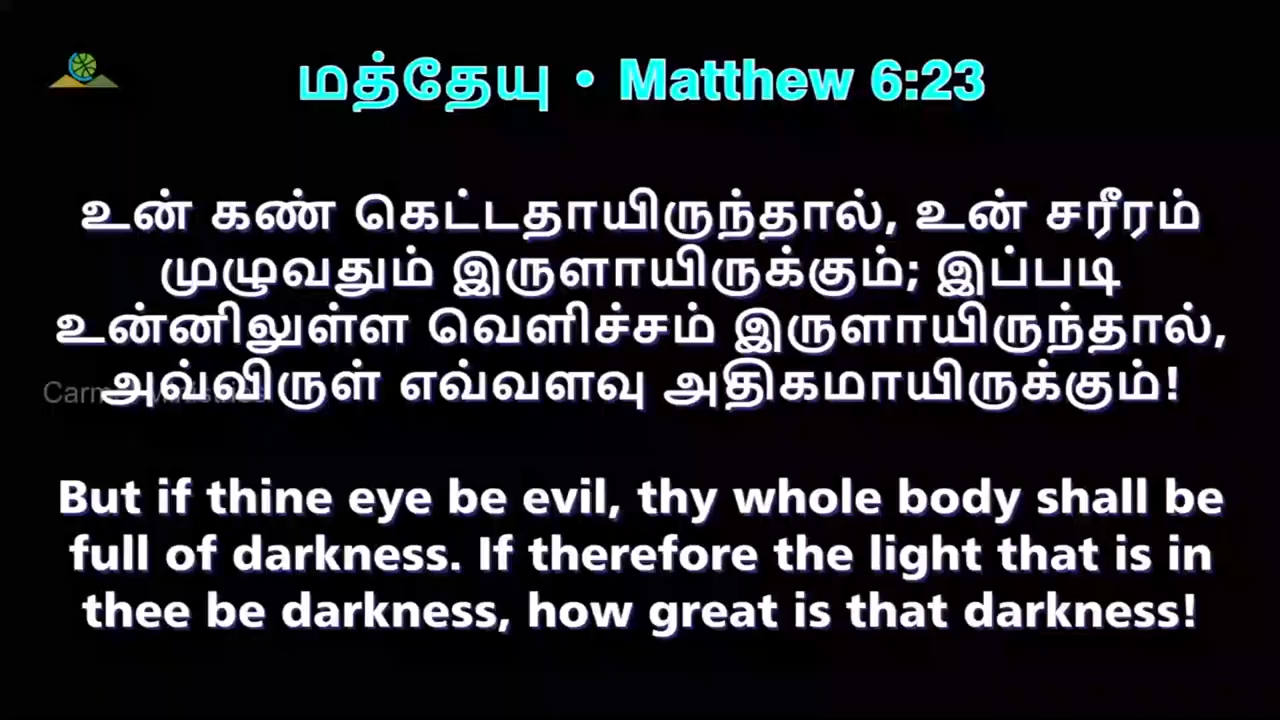 மத்தேயு • Matthew 6:23
உன் கண் கெட்டதாயிருந்தால், உன் சரீரம்
முழுவதும் இருளாயிருக்கும்; இப்படி
உன்னிலுள்ள வெளிச்சம் இருளாயிருந்தால்,
அவ்விருள் எவ்வளவு அதிகமாயிருக்கும்!
But if thine eye be evil, thy whole body shall be
full of darkness. If therefore the light that is in
thee be darkness, how great is that darkness!